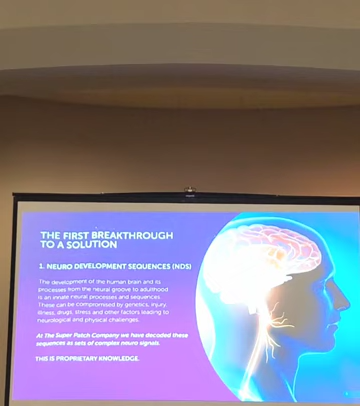 THE FIRST BREAKTHROUGH
TO A SOLUTION
1. NEURO DEVELOPMENT SEQUENCES (NDS)
The development of the human brain and its
processes from the neural groove to adulthood
is an innate neural processes and sequences.
These can be compromised by genetics, injury,
illness, drugs, stress and other factors leading to
neurological and physical challenges.
At The Super Patch Company we have decoded these
sequences as sets of complex neuro signals.
THIS IS PROPRIETARY KNOWLEDGE.